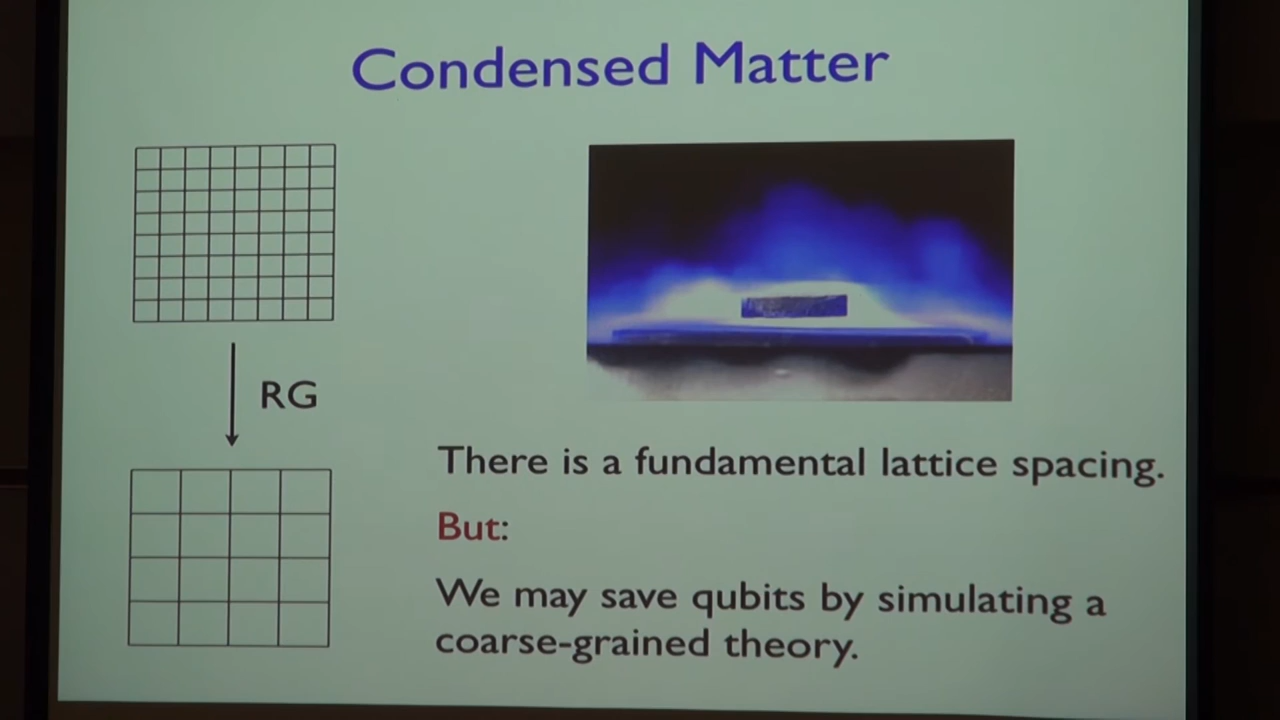 Condensed Matter
RG
There is a fundamental lattice spacing.
But:
We may save qubits by simulating a
coarse-grained theory.